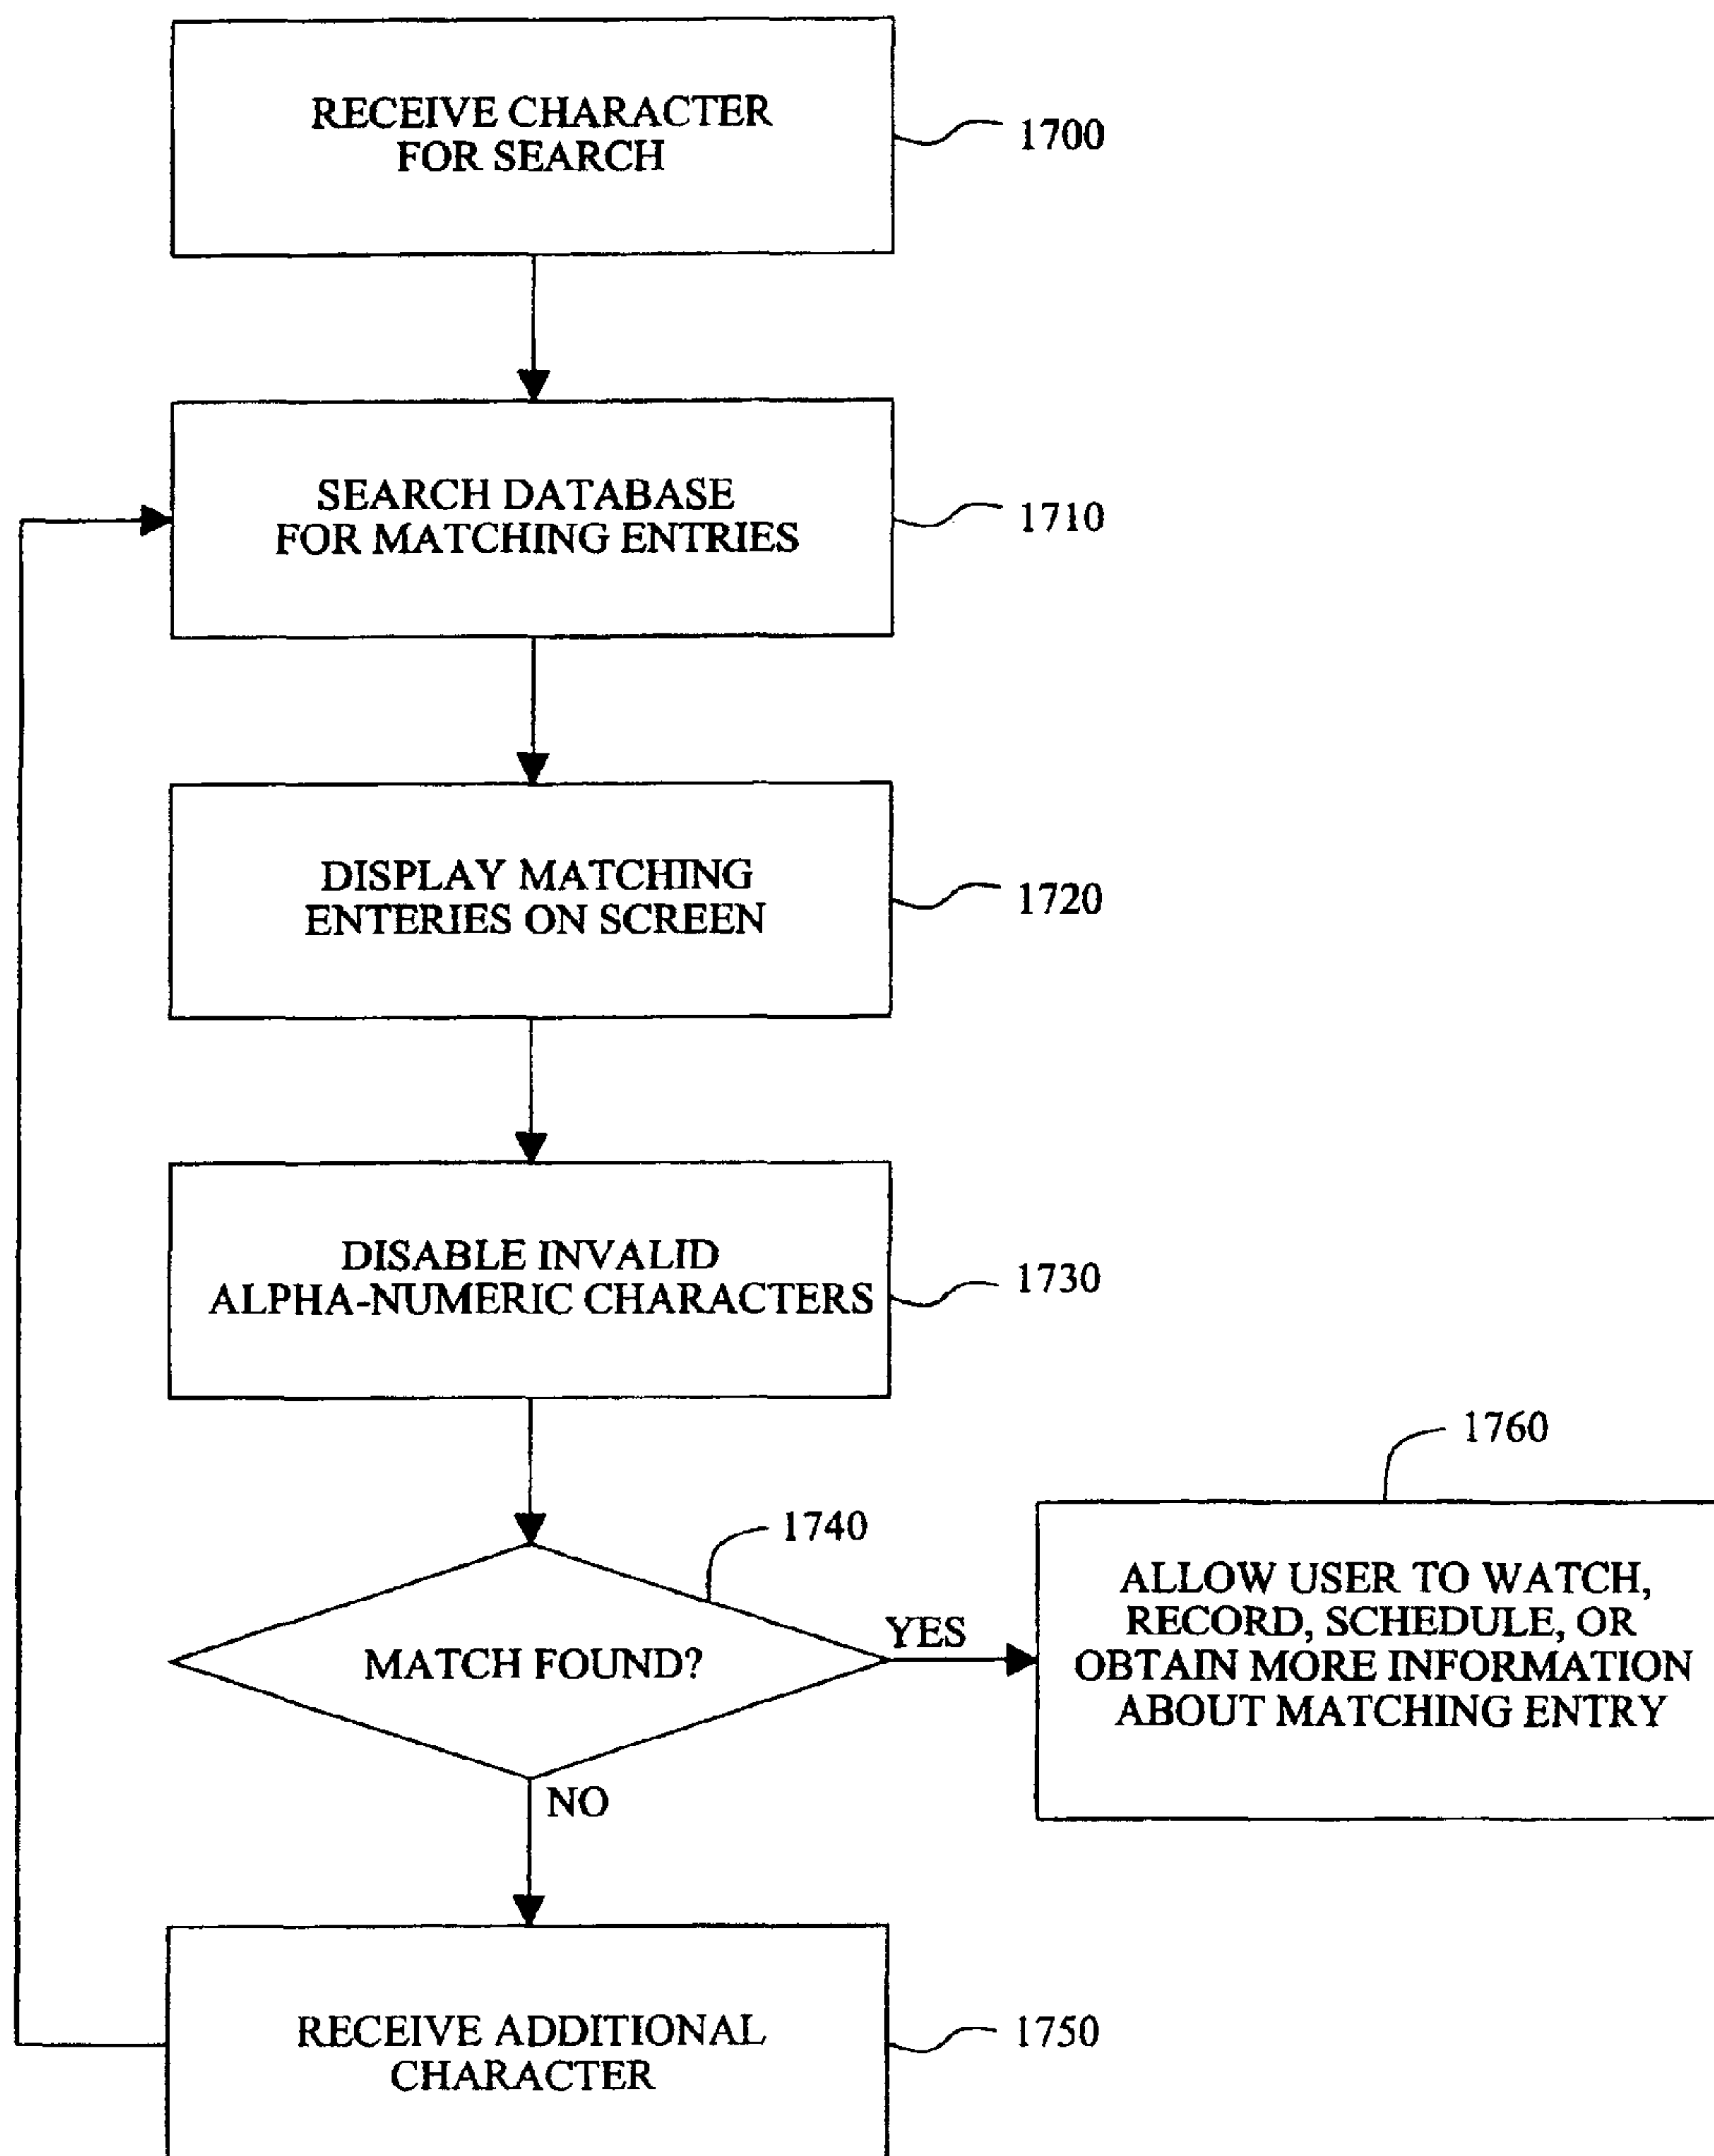 RECEIVE CHARACTER
FOR SEARCH
1700
SEARCH DATABASE
FOR MATCHING ENTRIES
1710
DISPLAY MATCHING
ENTERIES ON SCREEN
1720
DISABLE INVALID
ALPHA-NUMERIC CHARACTERS
1730
1740
MATCH FOUND?
YES
1760
ALLOW USER TO WATCH,
RECORD, SCHEDULE, OR
OBTAIN MORE INFORMATION
ABOUT MATCHING ENTRY
NO
RECEIVE ADDITIONAL
CHARACTER
1750